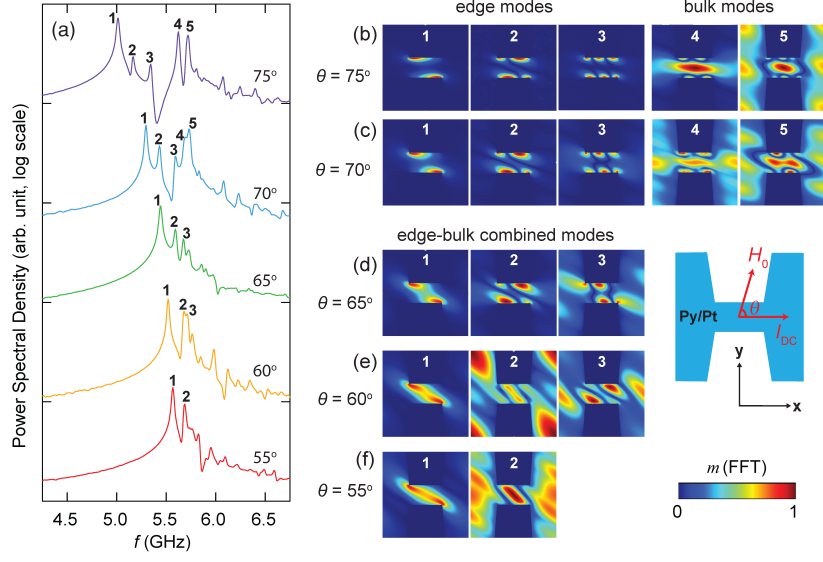 (a)
Power Spectral Density (arb. unit, log scale)
1 2 3 4 5
75°
1 2 3 4 5
70°
1 2 3
65°
1 2 3
60°
1 2
55°
4.5 5.0 5.5 6.0 6.5
f (GHz)
edge modes bulk modes
(b) θ = 75° 1 2 3 4 5
(c) θ = 70° 1 2 3 4 5
edge-bulk combined modes
(d) θ = 65° 1 2 3
(e) θ = 60° 1 2 3
(f) θ = 55° 1 2
H0
θ
Py/Pt
IDC
y
x
m (FFT)
0 1